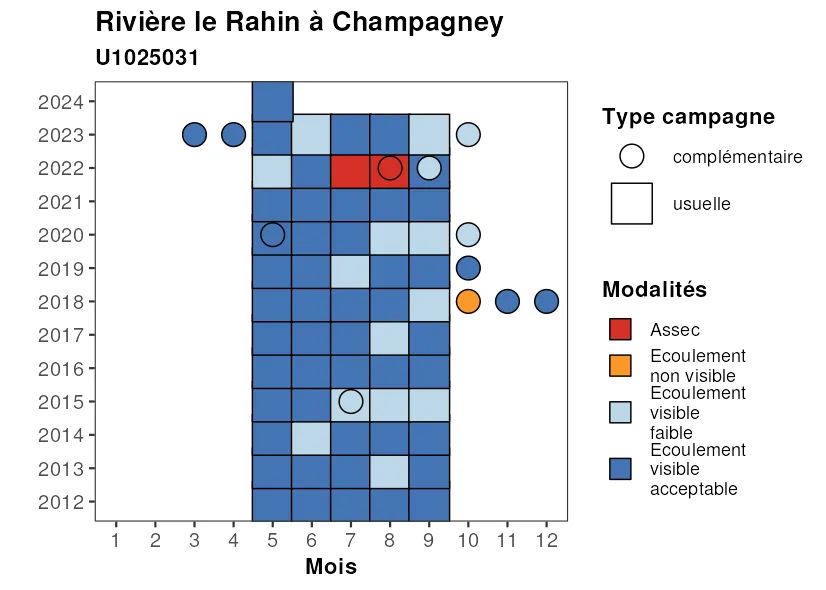 Rivière le Rahin à Champagney
U1025031
2024
2023
2022
2021
2020
2019
2018
2017
2016
2015
2014
2013
2012
1 2 3 4 5 6 7 8 9 10 11 12
Mois
Type campagne
complémentaire
usuelle
Modalités
Assec
Ecoulement
non visible
Ecoulement
visible
faible
Ecoulement
visible
acceptable